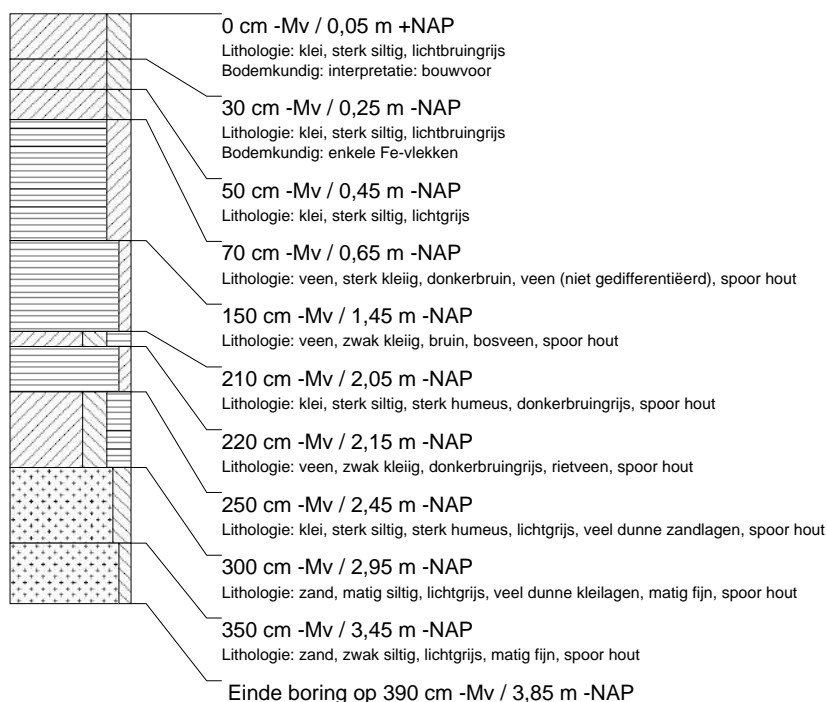 0 cm -Mv / 0,05 m +NAP
Lithologie: klei, sterk siltig, lichtbruingrijs
Bodemkundig: interpretatie: bouwvoor
30 cm -Mv / 0,25 m -NAP
Lithologie: klei, sterk siltig, lichtbruingrijs
Bodemkundig: enkele Fe-vlekken
50 cm -Mv / 0,45 m -NAP
Lithologie: klei, sterk siltig, lichtgrijs
70 cm -Mv / 0,65 m -NAP
Lithologie: veen, sterk kleiig, donkerbruin, veen (niet gedifferentiëerd), spoor hout
150 cm -Mv / 1,45 m -NAP
Lithologie: veen, zwak kleiig, bruin, bosveen, spoor hout
210 cm -Mv / 2,05 m -NAP
Lithologie: klei, sterk siltig, sterk humeus, donkerbruingrijs, spoor hout
220 cm -Mv / 2,15 m -NAP
Lithologie: veen, zwak kleiig, donkerbruingrijs, rietveen, spoor hout
250 cm -Mv / 2,45 m -NAP
Lithologie: klei, sterk siltig, sterk humeus, lichtgrijs, veel dunne zandlagen, spoor hout
300 cm -Mv / 2,95 m -NAP
Lithologie: zand, matig siltig, lichtgrijs, veel dunne kleilagen, matig fijn, spoor hout
350 cm -Mv / 3,45 m -NAP
Lithologie: zand, zwak siltig, lichtgrijs, matig fijn, spoor hout
Einde boring op 390 cm -Mv / 3,85 m -NAP